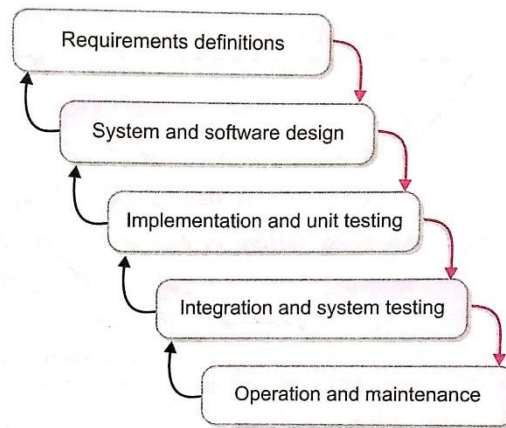 Requirements definitions
System and software design
Implementation and unit testing
Integration and system testing
Operation and maintenance